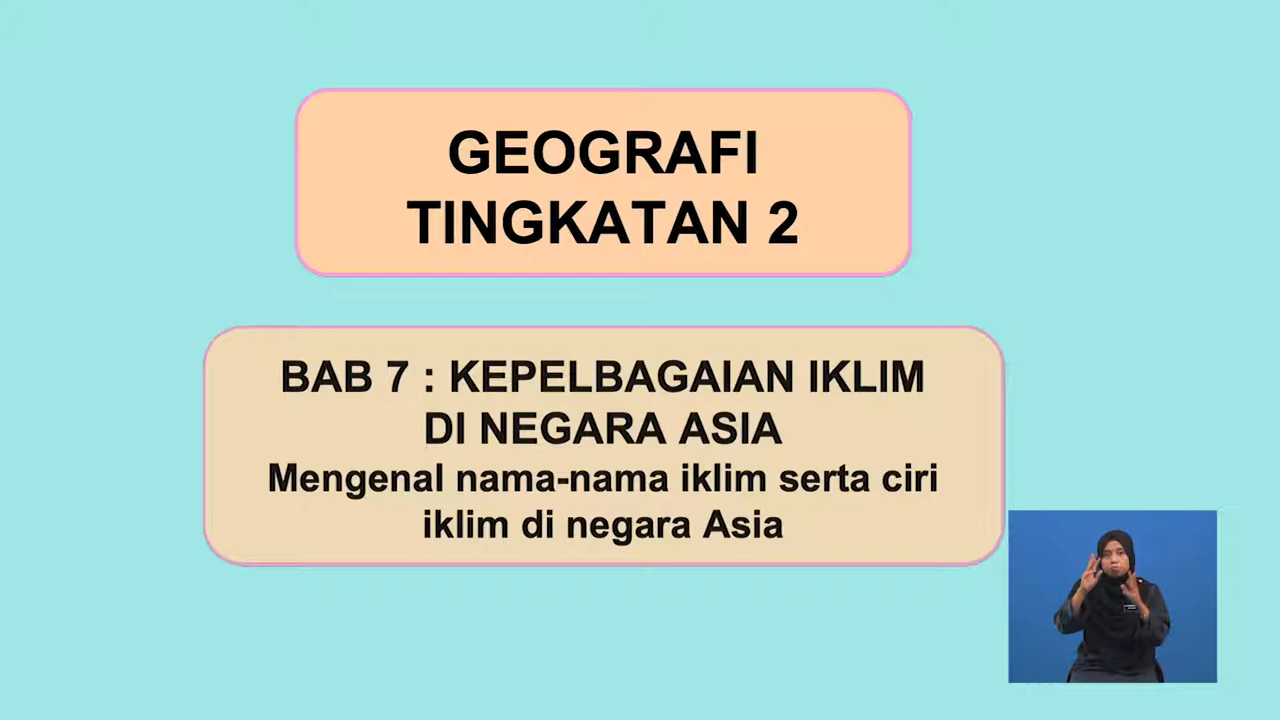 GEOGRAFI
TINGKATAN 2
BAB 7 : KEPELBAGAIAN IKLIM
DI NEGARA ASIA
Mengenal nama-nama iklim serta ciri
iklim di negara Asia